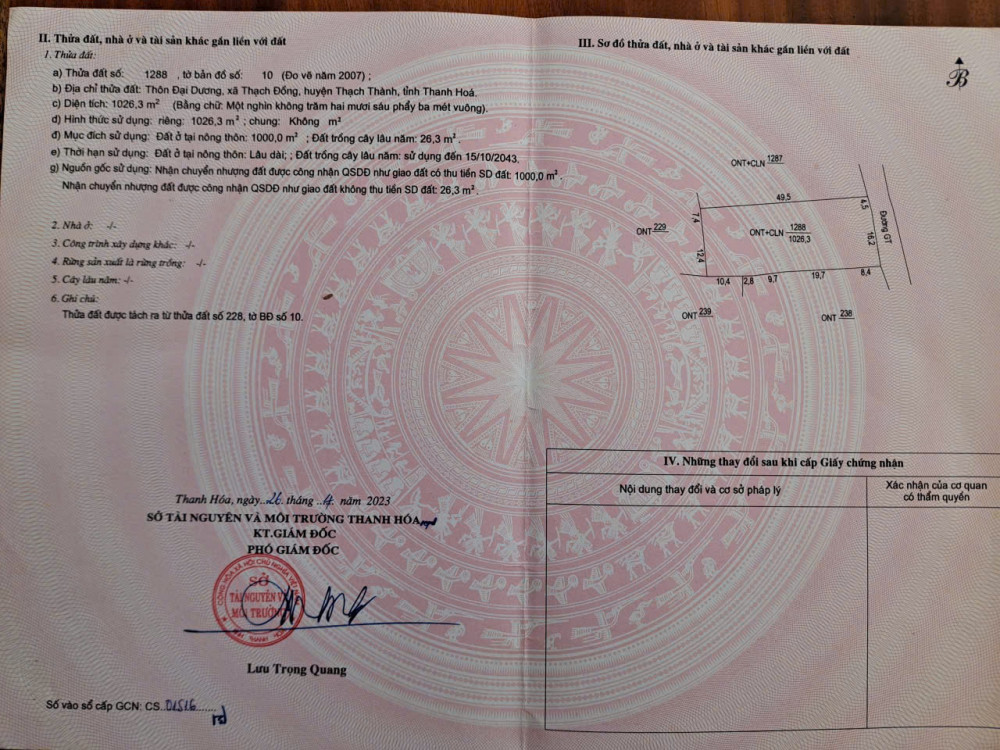 II. Thửa đất, nhà ở và tài sản khác gắn liền với đất
1. Thửa đất:
a) Thửa đất số: 1288 , tờ bản đồ số: 10 (Đo vẽ năm 2007) ;
b) Địa chỉ thửa đất: Thôn Đại Dương, xã Thạch Đồng, huyện Thạch Thành, tỉnh Thanh Hoá.
c) Diện tích: 1026,3 m² (Bằng chữ: Một nghìn không trăm hai mươi sáu phẩy ba mét vuông).
d) Hình thức sử dụng: riêng: 1026,3 m² ; chung: Không m²
đ) Mục đích sử dụng: Đất ở tại nông thôn: 1000,0 m² ; Đất trồng cây lâu năm: 26,3 m² .
e) Thời hạn sử dụng: Đất ở tại nông thôn: Lâu dài; ; Đất trồng cây lâu năm: sử dụng đến 15/10/2043.
g) Nguồn gốc sử dụng: Nhận chuyển nhượng đất được công nhận QSDĐ như giao đất có thu tiền SD đất: 1000,0 m² .
Nhận chuyển nhượng đất được công nhận QSDĐ như giao đất không thu tiền SD đất: 26,3 m² .
2. Nhà ở: -/-
3. Công trình xây dựng khác: -/-
4. Rừng sản xuất là rừng trồng: -/-
5. Cây lâu năm: -/-
6. Ghi chú:
Thửa đất được tách ra từ thửa đất số 228, tờ BĐ số 10.
Thanh Hóa, ngày..26.tháng ..4. năm 2023
SỞ TÀI NGUYÊN VÀ MÔI TRƯỜNG THANH HÓA
KT.GIÁM ĐỐC
PHÓ GIÁM ĐỐC
SỞ
TÀI NGUYÊN VÀ
MÔI TRƯỜNG
Lưu Trọng Quang
Số vào sổ cấp GCN: CS..01516......
III. Sơ đồ thửa đất, nhà ở và tài sản khác gắn liền với đất
B
ONT+CLN 1287
49,5
4,5
7,4
Đường GT
ONT 229
ONT+CLN 1288
1026,3
16,2
12,4
10,4
2,8
9,7
19,7
8,4
ONT 239
ONT 238
IV. Những thay đổi sau khi cấp Giấy chứng nhận
Nội dung thay đổi và cơ sở pháp lý
Xác nhận của cơ quan
có thẩm quyền